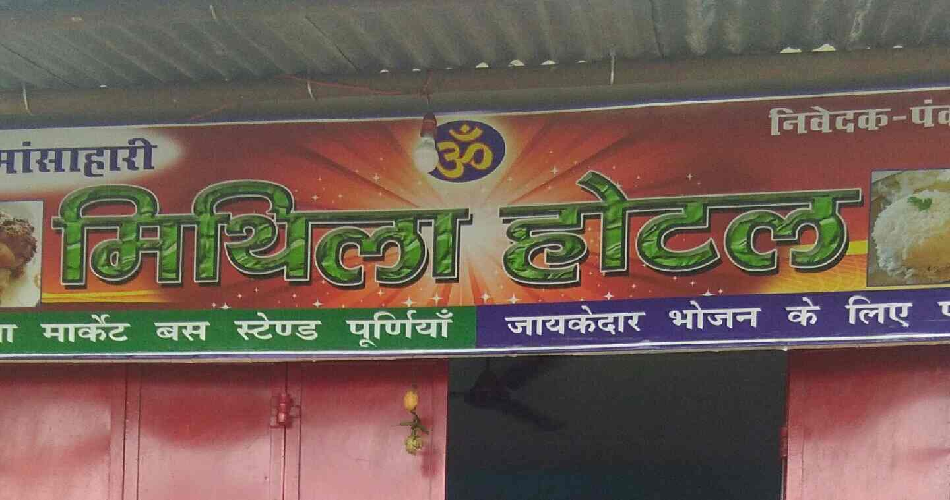 मांसाहारी
ॐ
निवेदक-पं
मिथिला होटल
मार्केट बस स्टेण्ड पूर्णियाँ
जायकेदार भोजन के लिए